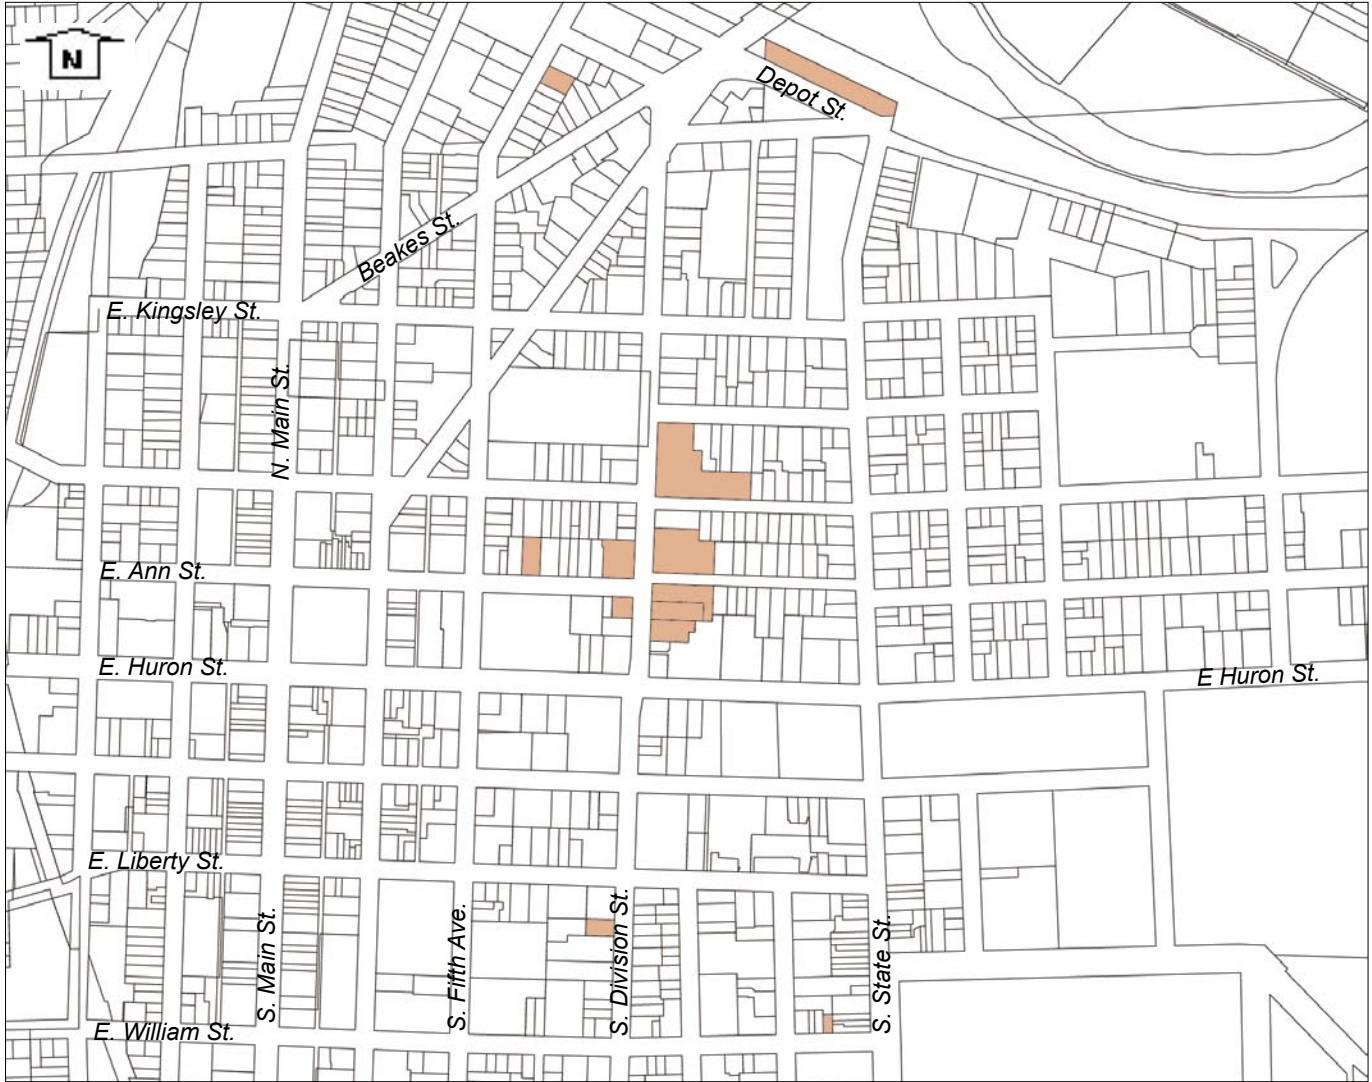 N
Depot St.
Beakes St.
E. Kingsley St.
N. Main St.
E. Ann St.
E. Huron St.
E Huron St.
E. Liberty St.
S. Main St.
S. Fifth Ave.
S. Division St.
S. State St.
E. William St.